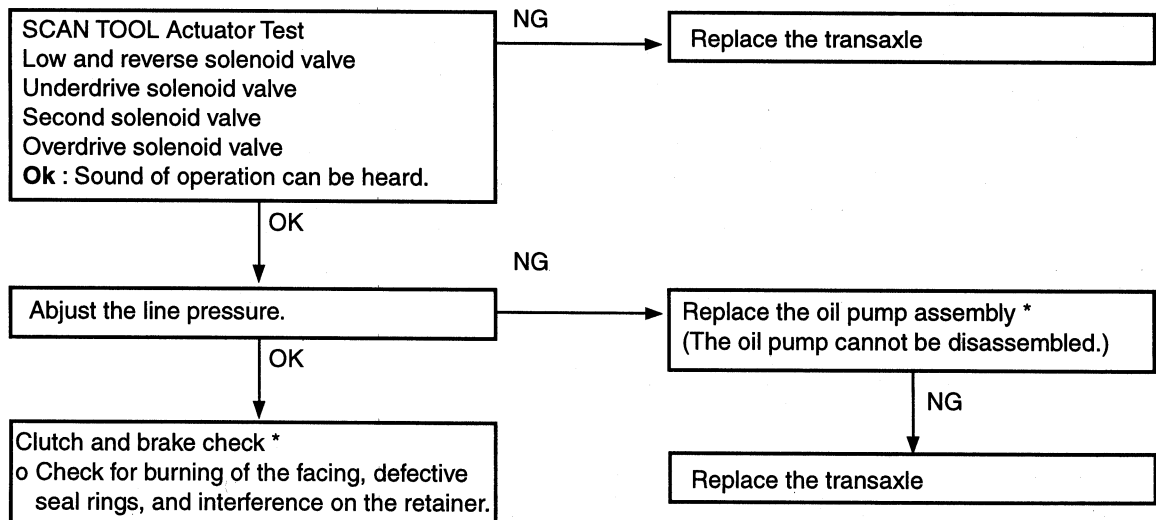 SCAN TOOL Actuator Test
Low and reverse solenoid valve
Underdrive solenoid valve
Second solenoid valve
Overdrive solenoid valve
Ok : Sound of operation can be heard.
NG
Replace the transaxle
OK
Adjust the line pressure.
NG
Replace the oil pump assembly *
(The oil pump cannot be disassembled.)
OK
NG
Clutch and brake check *
o Check for burning of the facing, defective
seal rings, and interference on the retainer.
Replace the transaxle